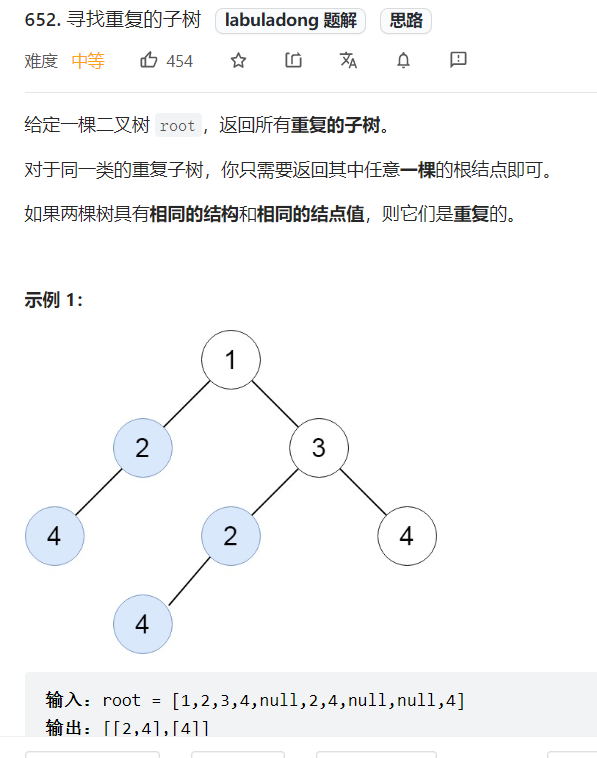 652. 寻找重复的子树 labuladong 题解 思路
难度 中等 454
给定一棵二叉树 root，返回所有重复的子树。
对于同一类的重复子树，你只需要返回其中任意一棵的根结点即可。
如果两棵树具有相同的结构和相同的结点值，则它们是重复的。
示例 1：
1
2 3
4 2 4
4
输入：root = [1,2,3,4,null,2,4,null,null,4]
输出：[[2,4],[4]]